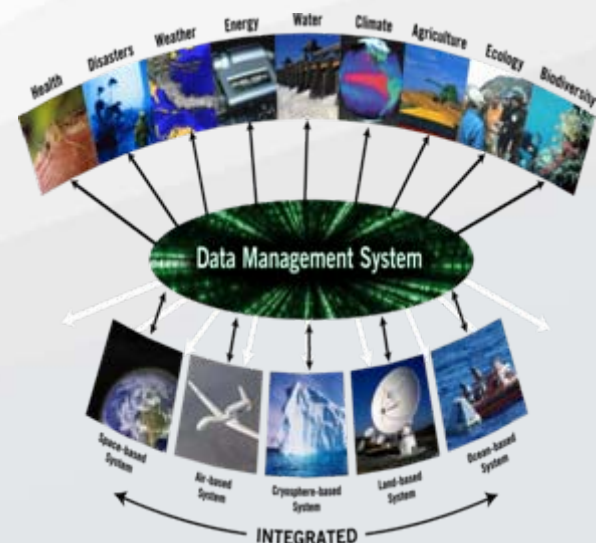 Health
Disasters
Weather
Energy
Water
Climate
Agriculture
Ecology
Biodiversity
Data Management System
Space-based
System
Air-based
System
Cryosphere-based
System
Land-based
System
Ocean-based
System
INTEGRATED